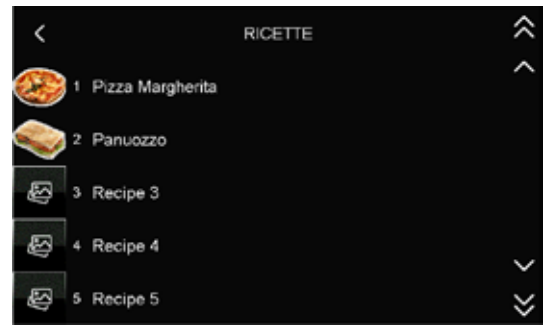 RICETTE
1 Pizza Margherita
2 Panuozzo
3 Recipe 3
4 Recipe 4
5 Recipe 5